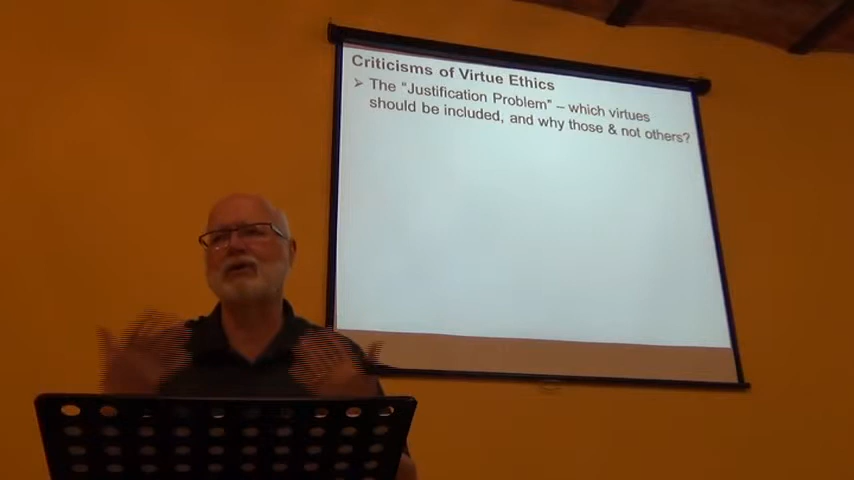 Criticisms of Virtue Ethics
➢ The "Justification Problem" – which virtues
should be included, and why those & not others?